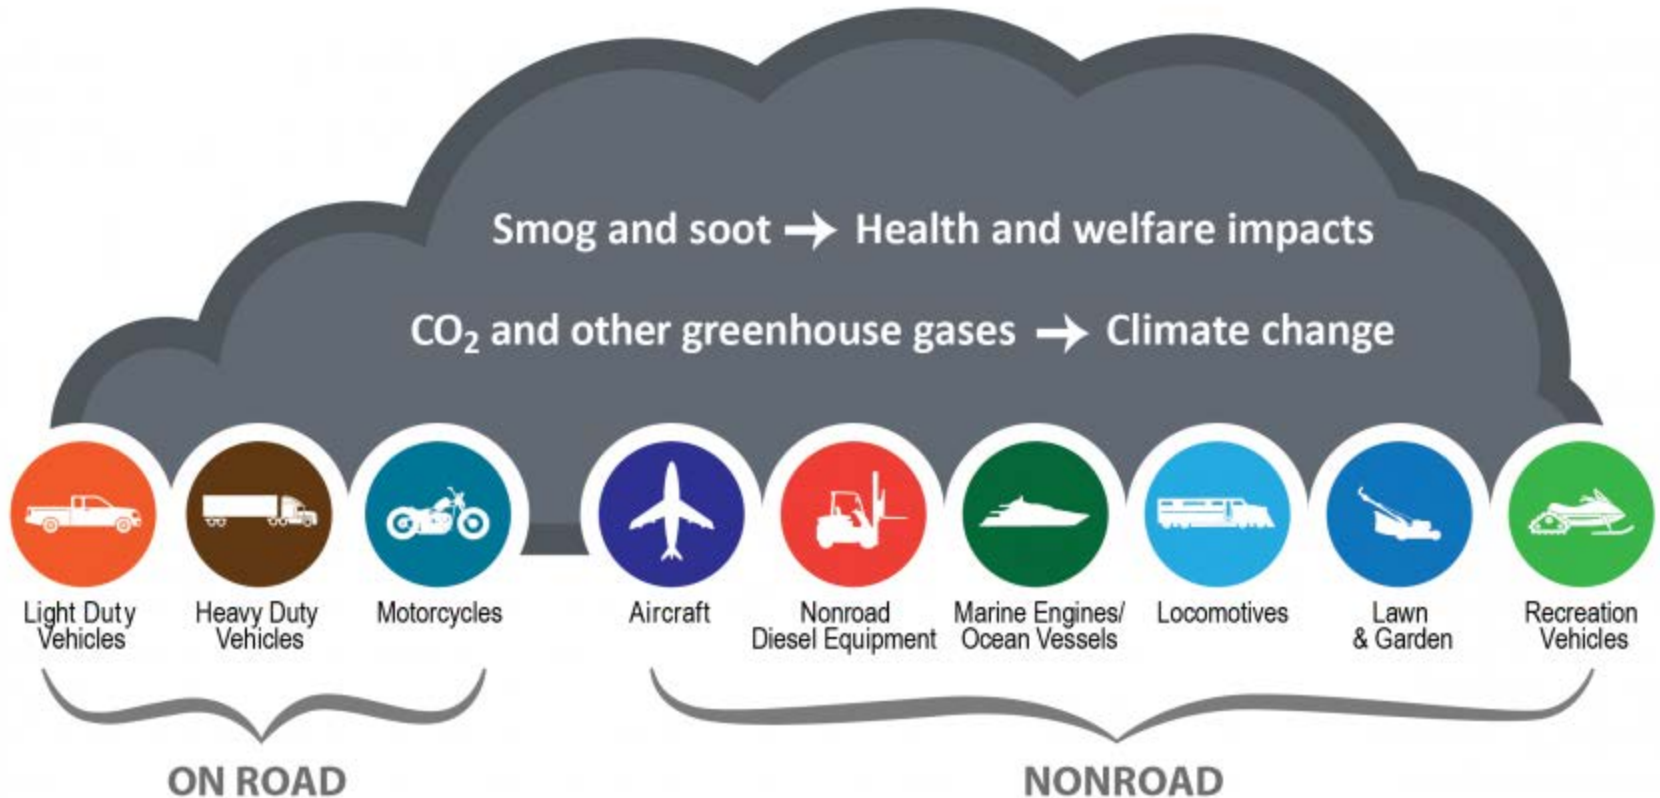 Smog and soot → Health and welfare impacts
CO₂ and other greenhouse gases → Climate change
Light Duty
Vehicles
Heavy Duty
Vehicles
Motorcycles
Aircraft
Nonroad
Diesel Equipment
Marine Engines/
Ocean Vessels
Locomotives
Lawn
& Garden
Recreation
Vehicles
ON ROAD
NONROAD